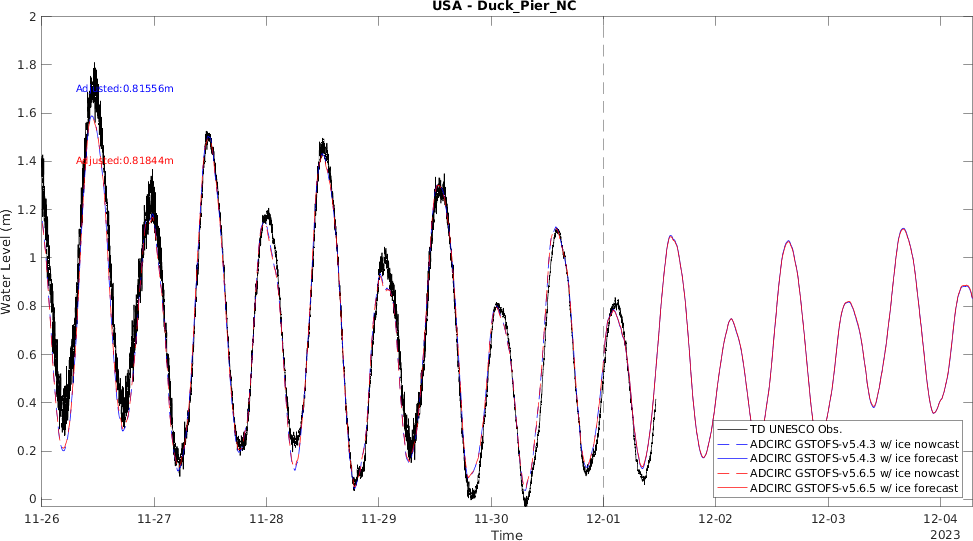 USA - Duck_Pier_NC
2
1.8
1.6
1.4
1.2
1
0.8
0.6
0.4
0.2
0
Water Level (m)
Adjusted:0.81556m
Adjusted:0.81844m
TD UNESCO Obs.
ADCIRC GSTOFS-v5.4.3 w/ ice nowcast
ADCIRC GSTOFS-v5.4.3 w/ ice forecast
ADCIRC GSTOFS-v5.6.5 w/ ice nowcast
ADCIRC GSTOFS-v5.6.5 w/ ice forecast
11-26 11-27 11-28 11-29 11-30 12-01 12-02 12-03 12-04
Time
2023